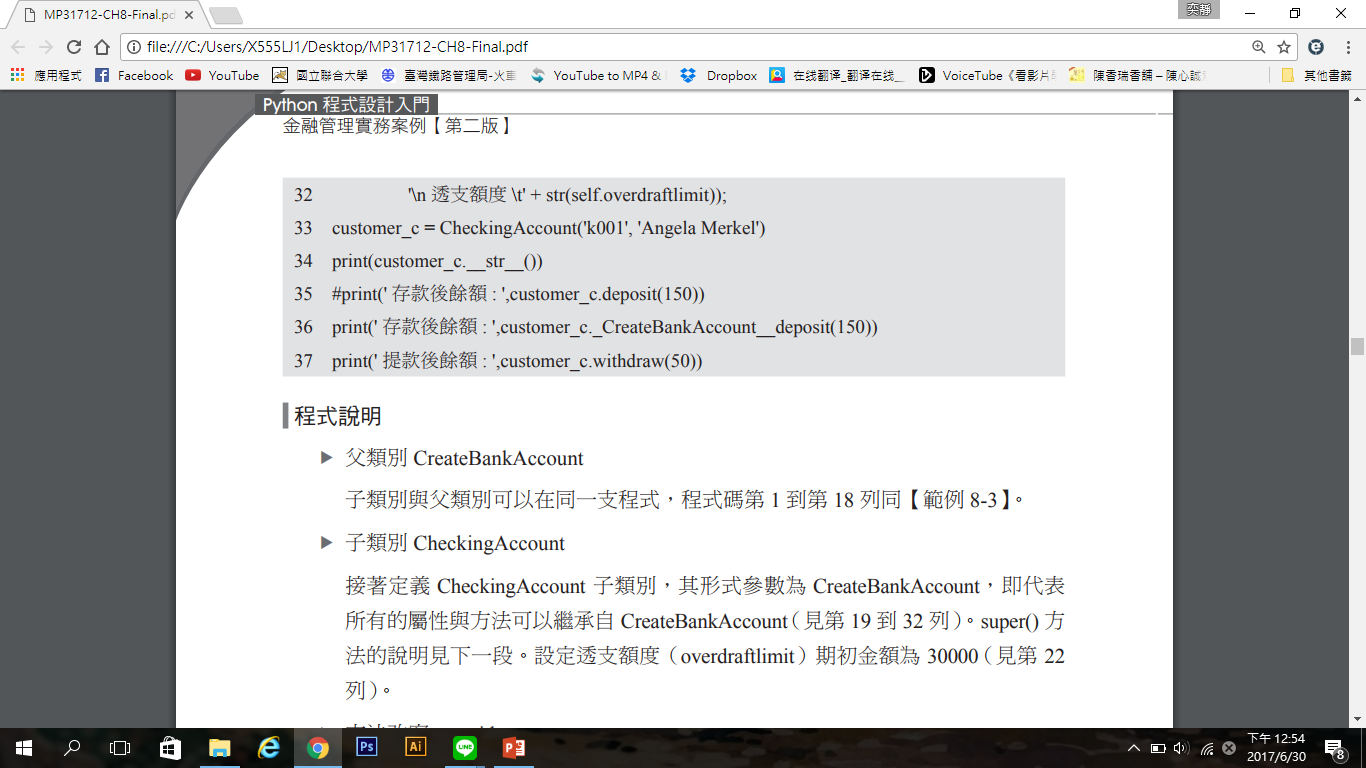 MP31712-CH8-Final.pd
奕靜
file:///C:/Users/X555LJ1/Desktop/MP31712-CH8-Final.pdf
應用程式 Facebook YouTube 國立聯合大學 臺灣鐵路管理局-火車 YouTube to MP4 & Dropbox 在线翻译_翻译在线_ VoiceTube《看影片 陳香瑞香鋪 – 陳心誠 其他書籤
Python 程式設計入門
金融管理實務案例【第二版】
32 '\n 透支額度 \t' + str(self.overdraftlimit));
33 customer_c = CheckingAccount('k001', 'Angela Merkel')
34 print(customer_c.__str__())
35 #print(' 存款後餘額 : ',customer_c.deposit(150))
36 print(' 存款後餘額 : ',customer_c._CreateBankAccount__deposit(150))
37 print(' 提款後餘額 : ',customer_c.withdraw(50))
程式說明
▶ 父類別 CreateBankAccount
子類別與父類別可以在同一支程式，程式碼第 1 到第 18 列同【範例 8-3】。
▶ 子類別 CheckingAccount
接著定義 CheckingAccount 子類別，其形式參數為 CreateBankAccount，即代表
所有的屬性與方法可以繼承自 CreateBankAccount（見第 19 到 32 列）。super() 方
法的說明見下一段。設定透支額度（overdraftlimit）期初金額為 30000（見第 22
列）。
Ps Ai LINE P
下午 12:54
2017/6/30
8